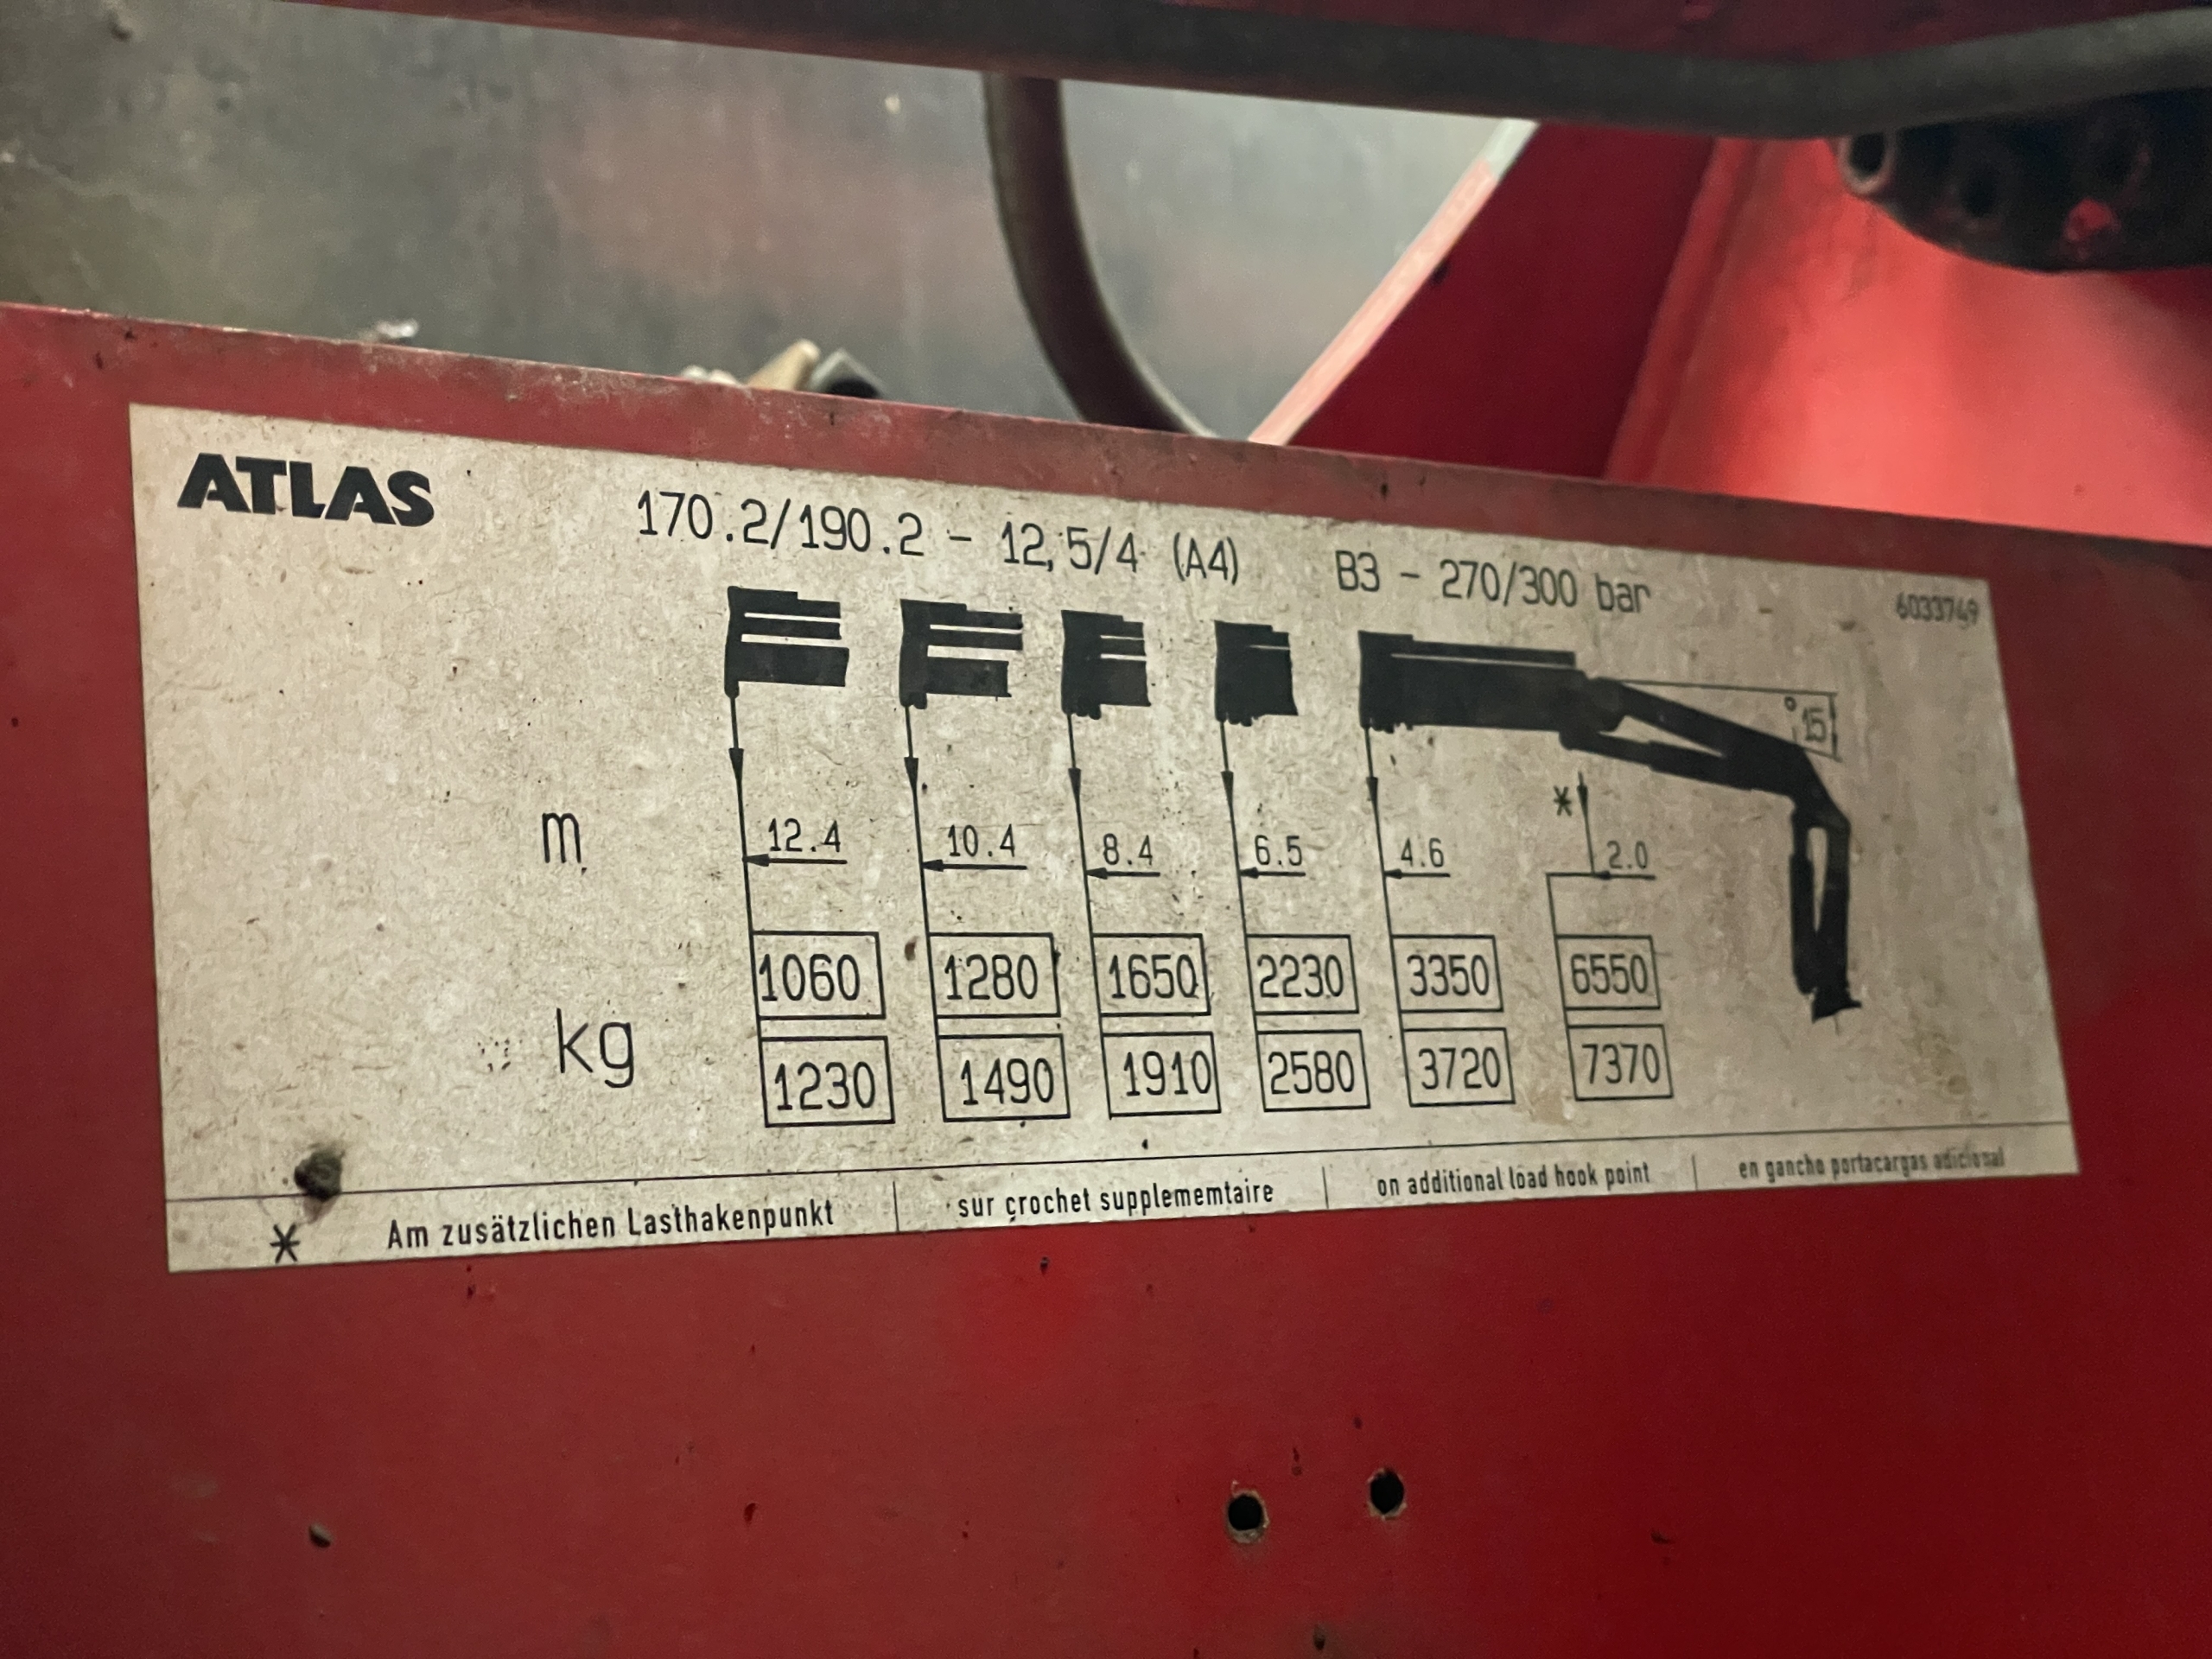 ATLAS
170.2/190.2 - 12,5/4 (A4) B3 - 270/300 bar
6033749
15°
*
m 12.4 10.4 8.4 6.5 4.6 2.0
1060 1280 1650 2230 3350 6550
kg
1230 1490 1910 2580 3720 7370
* Am zusätzlichen Lasthakenpunkt sur crochet supplememtaire on additional load hook point en gancho portacargas adicional